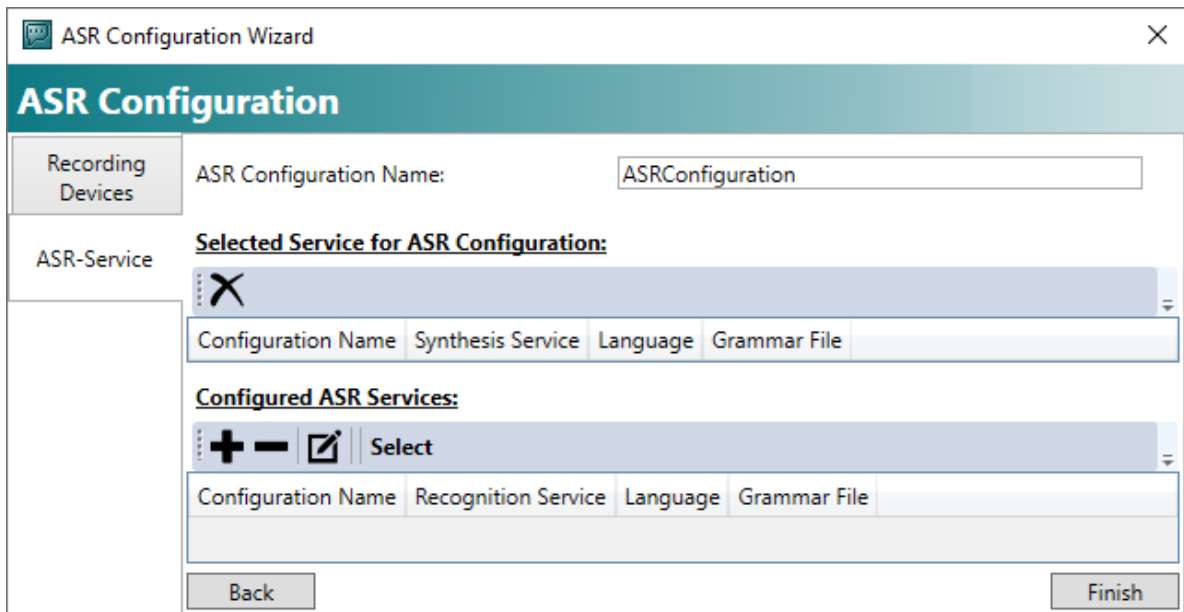 ASR Configuration Wizard
ASR Configuration
Recording
Devices
ASR-Service
ASR Configuration Name: ASRConfiguration
Selected Service for ASR Configuration:
Configuration Name Synthesis Service Language Grammar File
Configured ASR Services:
Select
Configuration Name Recognition Service Language Grammar File
Back Finish